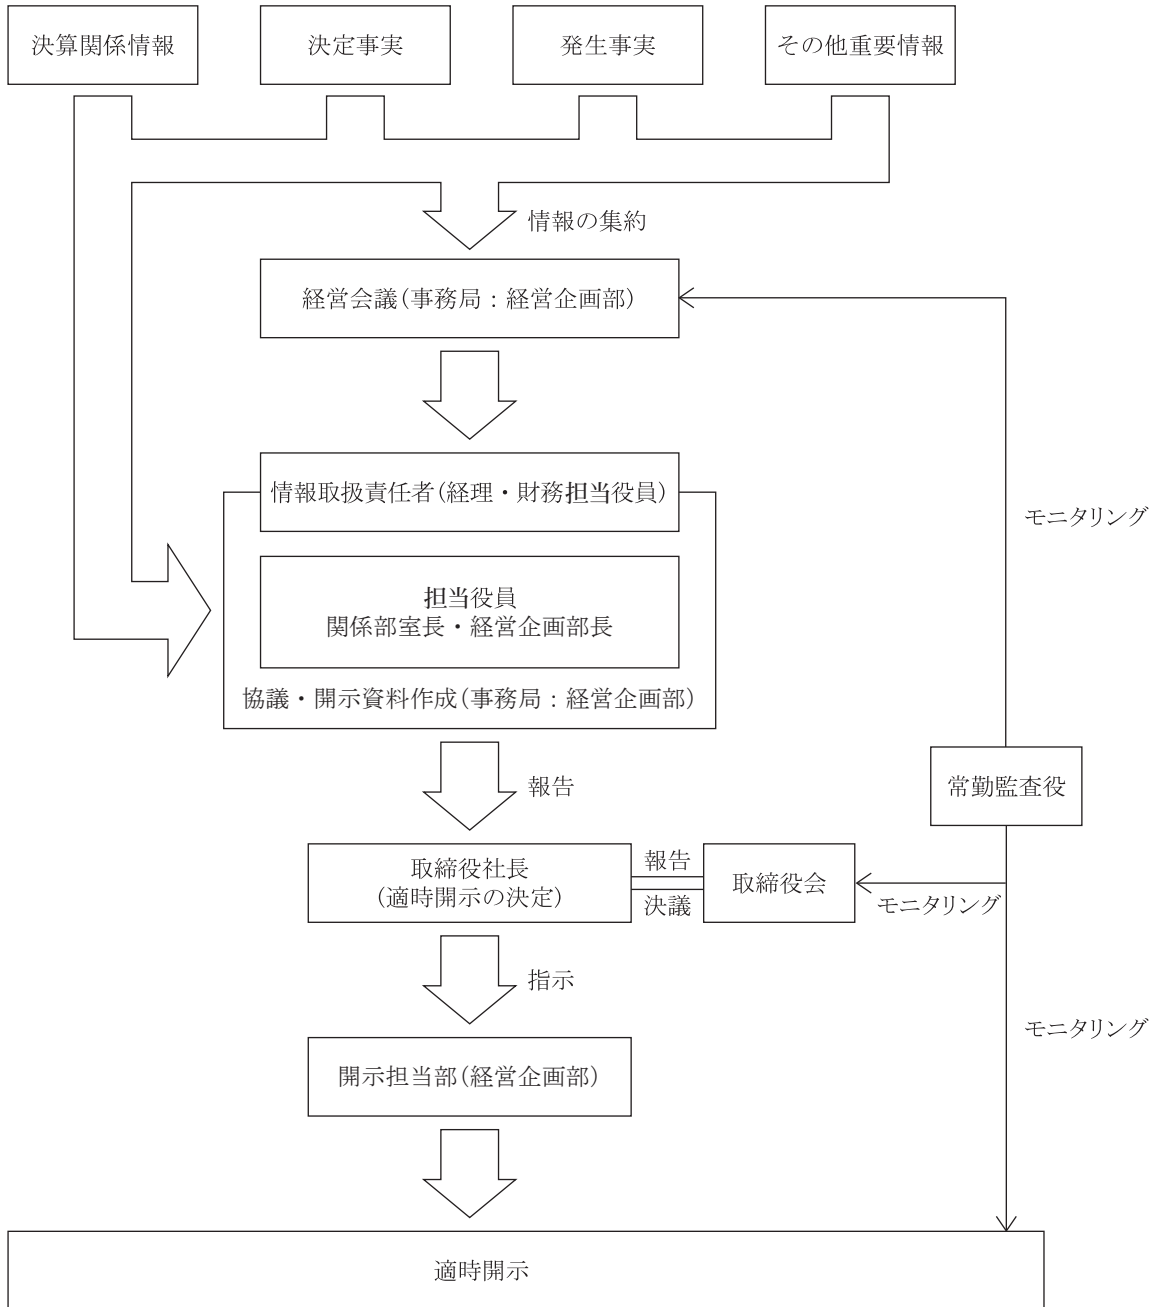 決算関係情報
決定事実
発生事実
その他重要情報
情報の集約
経営会議(事務局：経営企画部)
情報取扱責任者(経理・財務担当役員)
モニタリング
担当役員
関係部室長・経営企画部長
協議・開示資料作成(事務局：経営企画部)
報告
常勤監査役
取締役社長
(適時開示の決定)
報告
決議
取締役会
モニタリング
指示
モニタリング
開示担当部(経営企画部)
適時開示